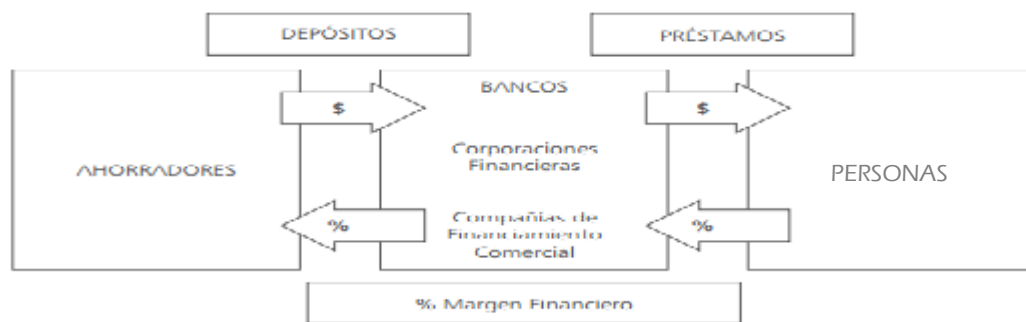 DEPÓSITOS
PRÉSTAMOS
AHORRADORES
$
%
BANCOS
Corporaciones
Financieras
Compañías de
Financiamiento
Comercial
$
%
PERSONAS
% Margen Financiero